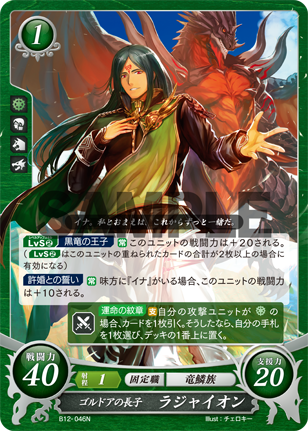 1
SAMPLE
イナ。私とおまえは、これからずっと一緒だ。
LvS2 黒竜の王子 常 このユニットの戦闘力は+20される。
(LvS2はこのユニットの重ねられたカードの合計が2枚以上の場合に
有効になる)
許婚との誓い 常 味方に『イナ』がいる場合、このユニットの戦闘力
は+10される。
運命の紋章 支 自分の攻撃ユニットが
の場合、カードを1枚引く。そうしたなら、自分の手札
を1枚選び、デッキの1番上に置く。
戦闘力
40
射程 1
固定職
竜鱗族
支援力
20
ゴルドアの長子 ラジャイオン
B12-046N
Illust:チェロキー